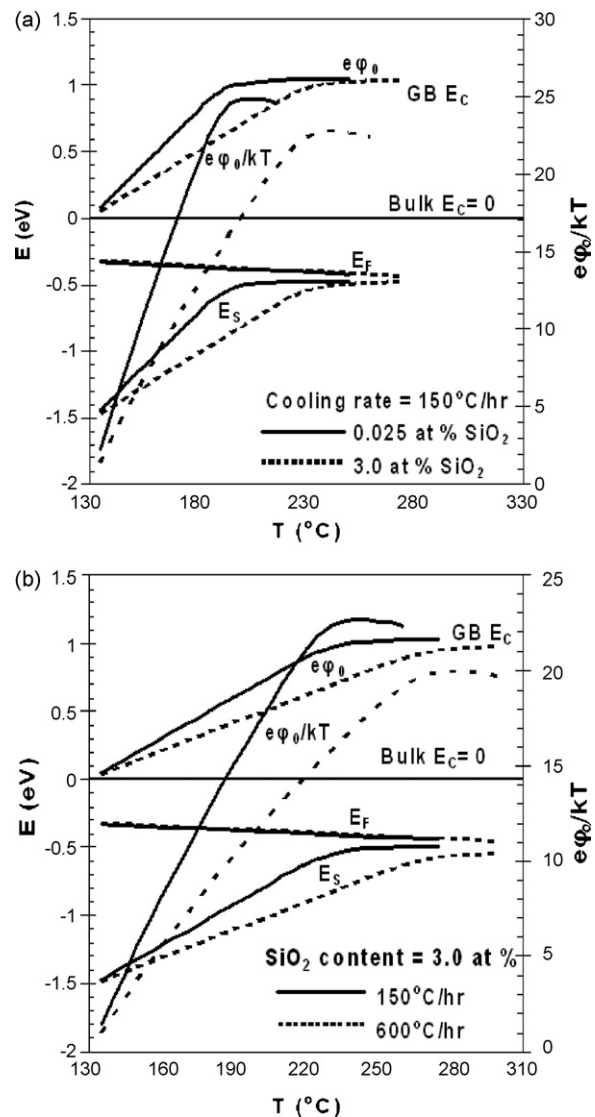 (a)
1.5
1
0.5
0
-0.5
-1
-1.5
-2
E (eV)
30
25
20
15
10
5
0
eφ₀/kT
eφ₀
GB E_C
eφ₀/kT
Bulk E_C = 0
E_F
E_S
Cooling rate = 150°C/hr
0.025 at % SiO₂
3.0 at % SiO₂
130 180 230 280 330
T (°C)
(b)
1.5
1
0.5
0
-0.5
-1
-1.5
-2
E (eV)
25
20
15
10
5
0
eφ₀/kT
GB E_C
eφ₀
eφ₀/kT
Bulk E_C = 0
E_F
E_S
SiO₂ content = 3.0 at %
150°C/hr
600°C/hr
130 160 190 220 250 280 310
T (°C)